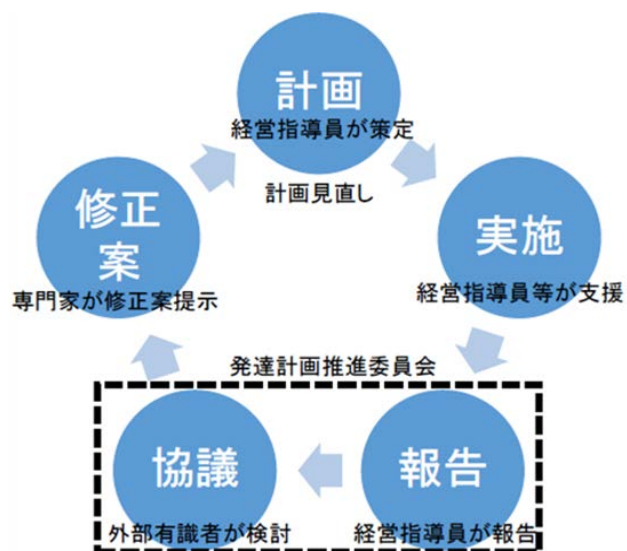 計画
経営指導員が策定
計画見直し
修正
案
専門家が修正案提示
実施
経営指導員等が支援
発達計画推進委員会
協議
外部有識者が検討
報告
経営指導員が報告